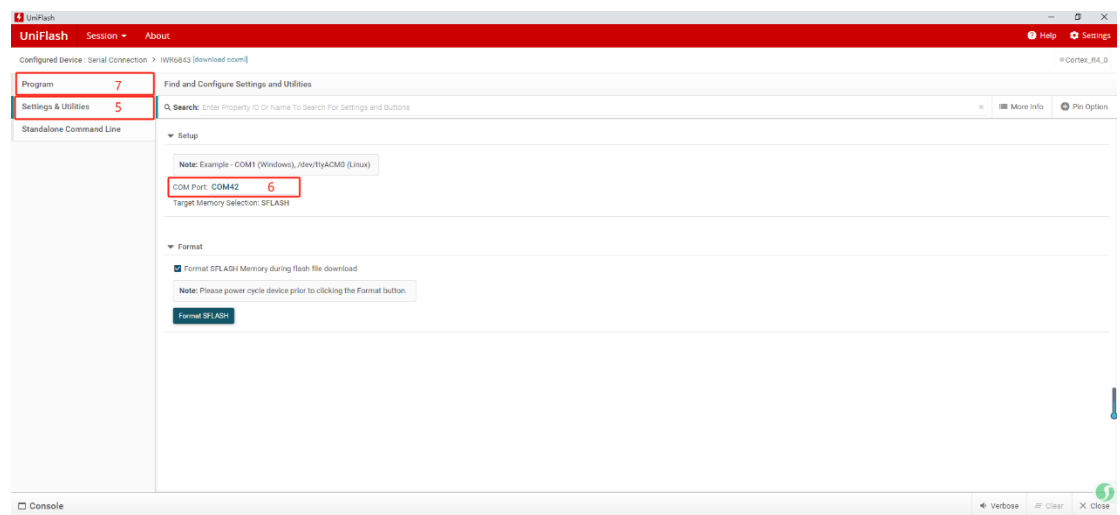 UniFlash
UniFlash Session About Help Settings
Configured Device : Serial Connection > IWR6843 [download ccxml] Cortex_R4_0
Program 7 Find and Configure Settings and Utilities
Settings & Utilities 5 Search: Enter Property ID Or Name To Search For Settings and Buttons × More Info Pin Option
Standalone Command Line
Setup
Note: Example - COM1 (Windows), /dev/ttyACM0 (Linux)
COM Port: COM42 6
Target Memory Selection: SFLASH
Format
Format SFLASH Memory during flash file download
Note: Please power cycle device prior to clicking the Format button.
Format SFLASH
Console Verbose Clear Close